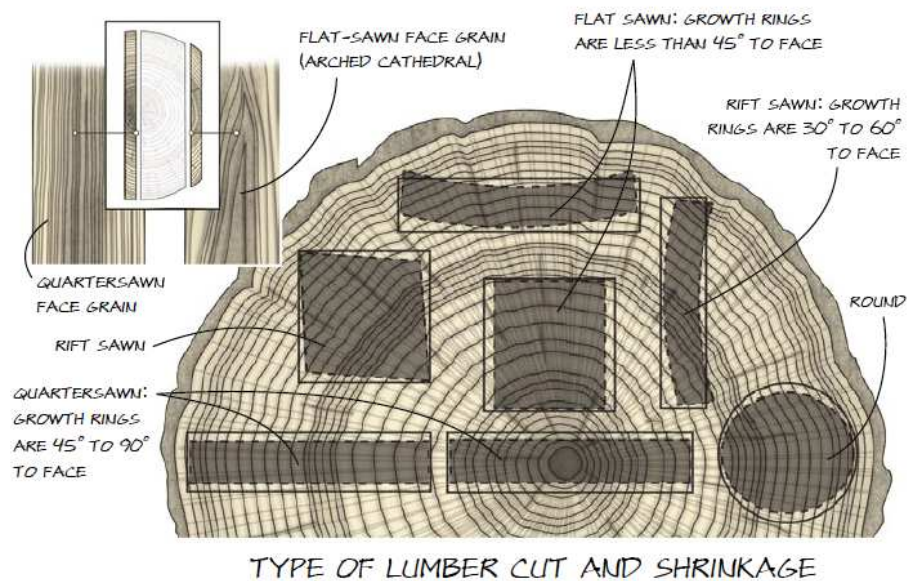 FLAT-SAWN FACE GRAIN
(ARCHED CATHEDRAL)
FLAT SAWN: GROWTH RINGS
ARE LESS THAN 45° TO FACE
RIFT SAWN: GROWTH
RINGS ARE 30° TO 60°
TO FACE
QUARTERSAWN
FACE GRAIN
ROUND
RIFT SAWN
QUARTERSAWN:
GROWTH RINGS
ARE 45° TO 90°
TO FACE
TYPE OF LUMBER CUT AND SHRINKAGE